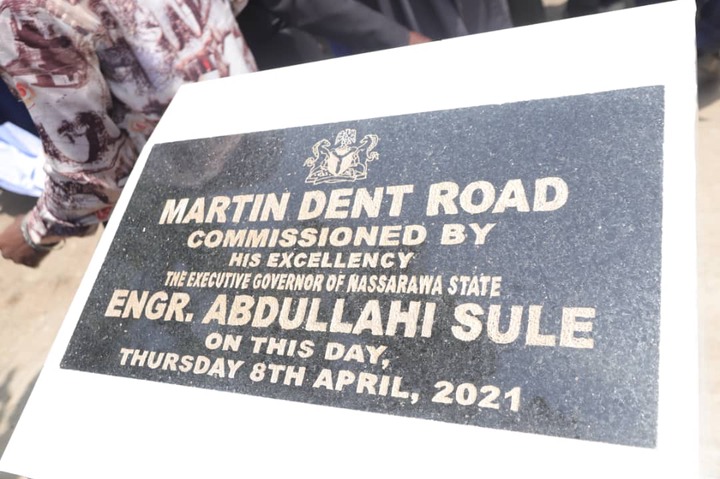 MARTIN DENT ROAD
COMMISSIONED BY
HIS EXCELLENCY
THE EXECUTIVE GOVERNOR OF NASSARAWA STATE
ENGR. ABDULLAHI SULE
ON THIS DAY,
THURSDAY 8TH APRIL, 2021